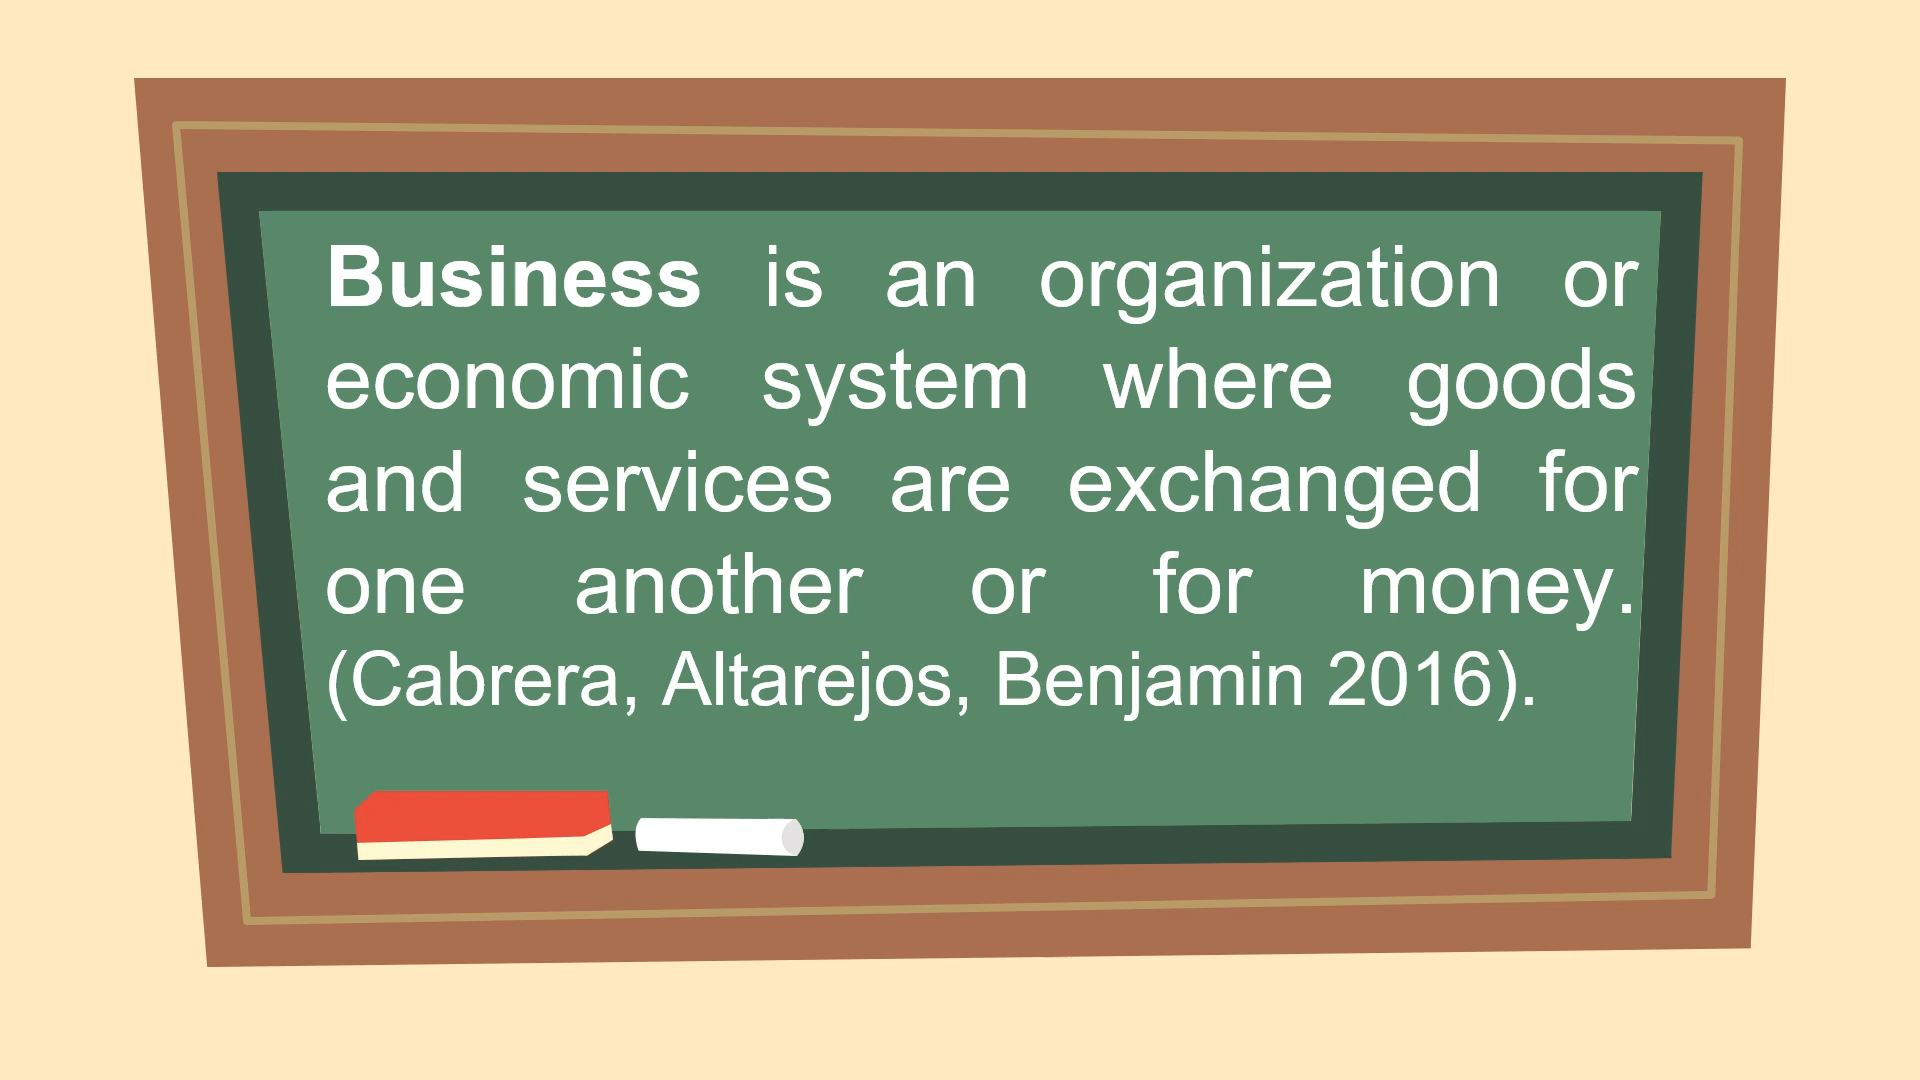 Business is an organization or
economic system where goods
and services are exchanged for
one another or for money.
(Cabrera, Altarejos, Benjamin 2016).